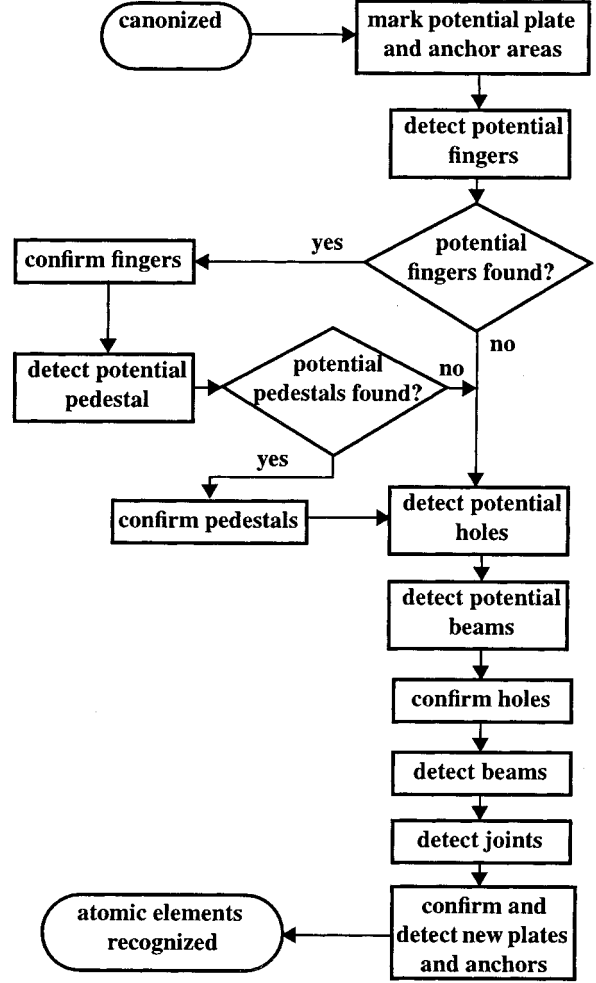 canonized
mark potential plate
and anchor areas
detect potential
fingers
potential
fingers found?
yes
no
confirm fingers
detect potential
pedestal
potential
pedestals found?
no
yes
confirm pedestals
detect potential
holes
detect potential
beams
confirm holes
detect beams
detect joints
confirm and
detect new plates
and anchors
atomic elements
recognized